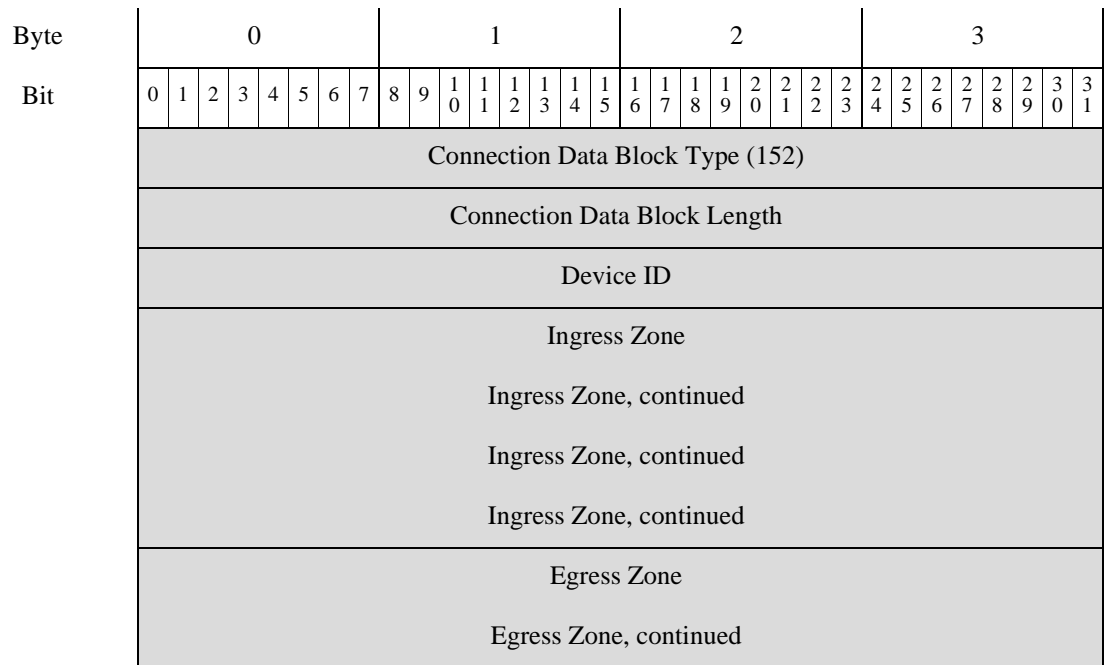 Byte 0 1 2 3
Bit 0 1 2 3 4 5 6 7 8 9 10 11 12 13 14 15 16 17 18 19 20 21 22 23 24 25 26 27 28 29 30 31
Connection Data Block Type (152)
Connection Data Block Length
Device ID
Ingress Zone
Ingress Zone, continued
Ingress Zone, continued
Ingress Zone, continued
Egress Zone
Egress Zone, continued